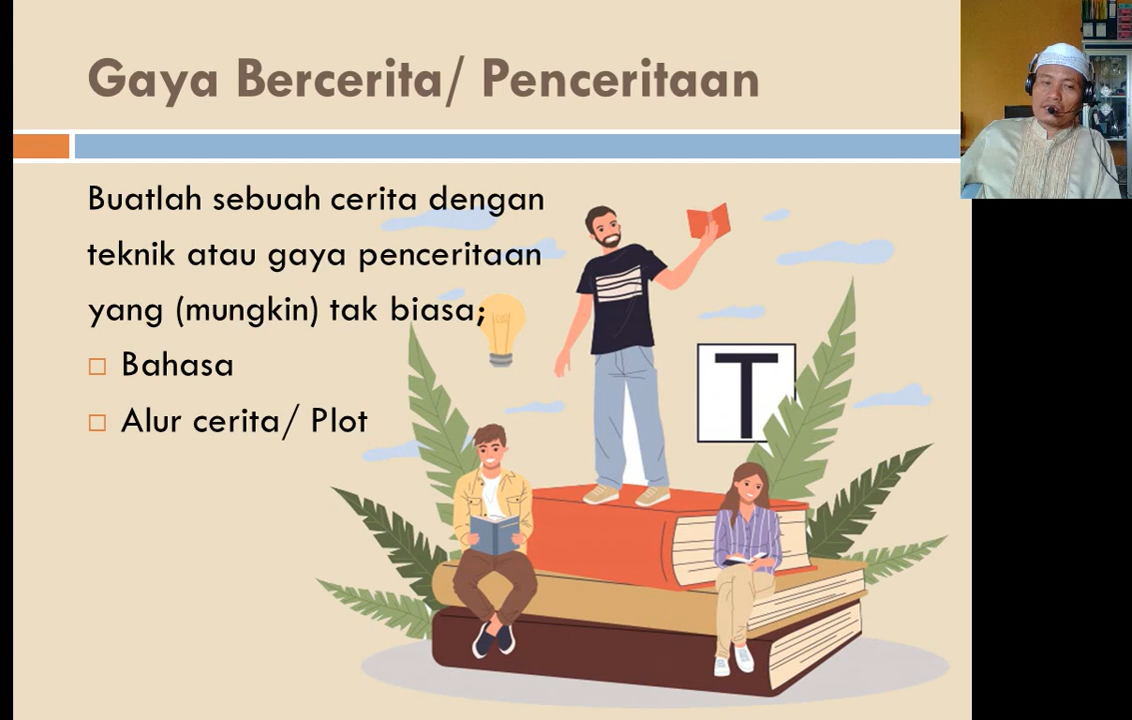 Gaya Bercerita/ Penceritaan
Buatlah sebuah cerita dengan
teknik atau gaya penceritaan
yang (mungkin) tak biasa;
Bahasa
Alur cerita/ Plot
T